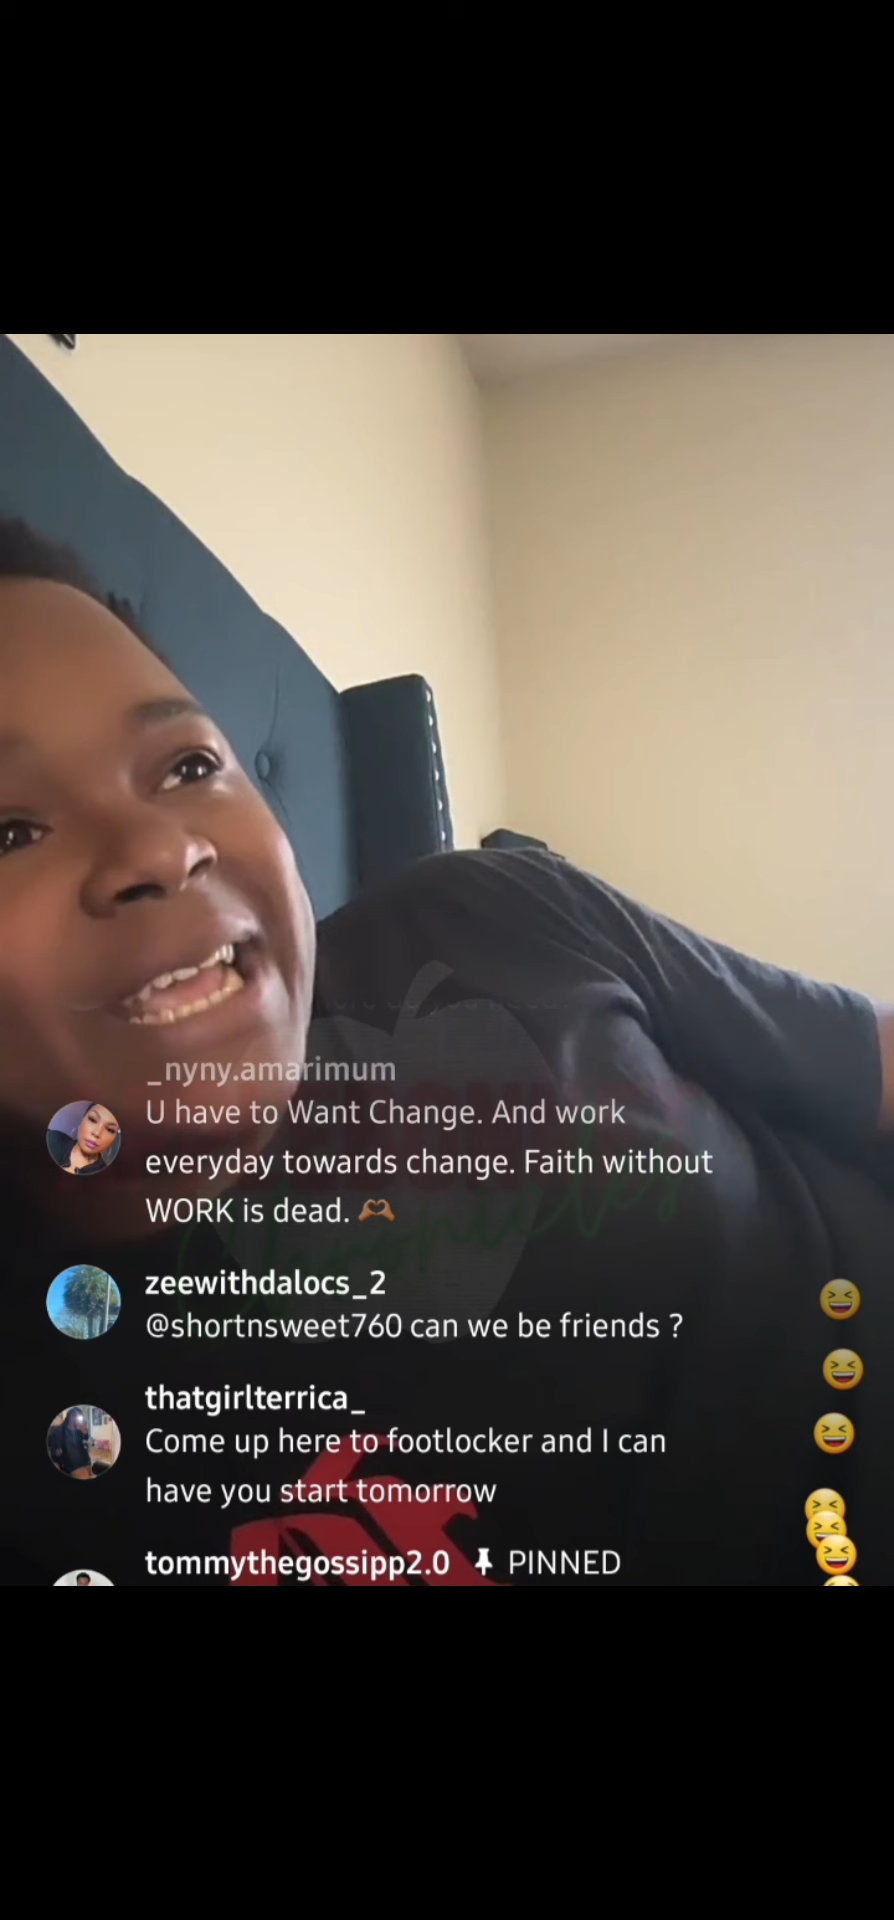 _nyny.amarimum
U have to Want Change. And work
everyday towards change. Faith without
WORK is dead. 🫶🏾
zeewithdalocs_2
@shortnsweet760 can we be friends ?
thatgirlterrica_
Come up here to footlocker and I can
have you start tomorrow
tommythegossipp2.0 📌 PINNED